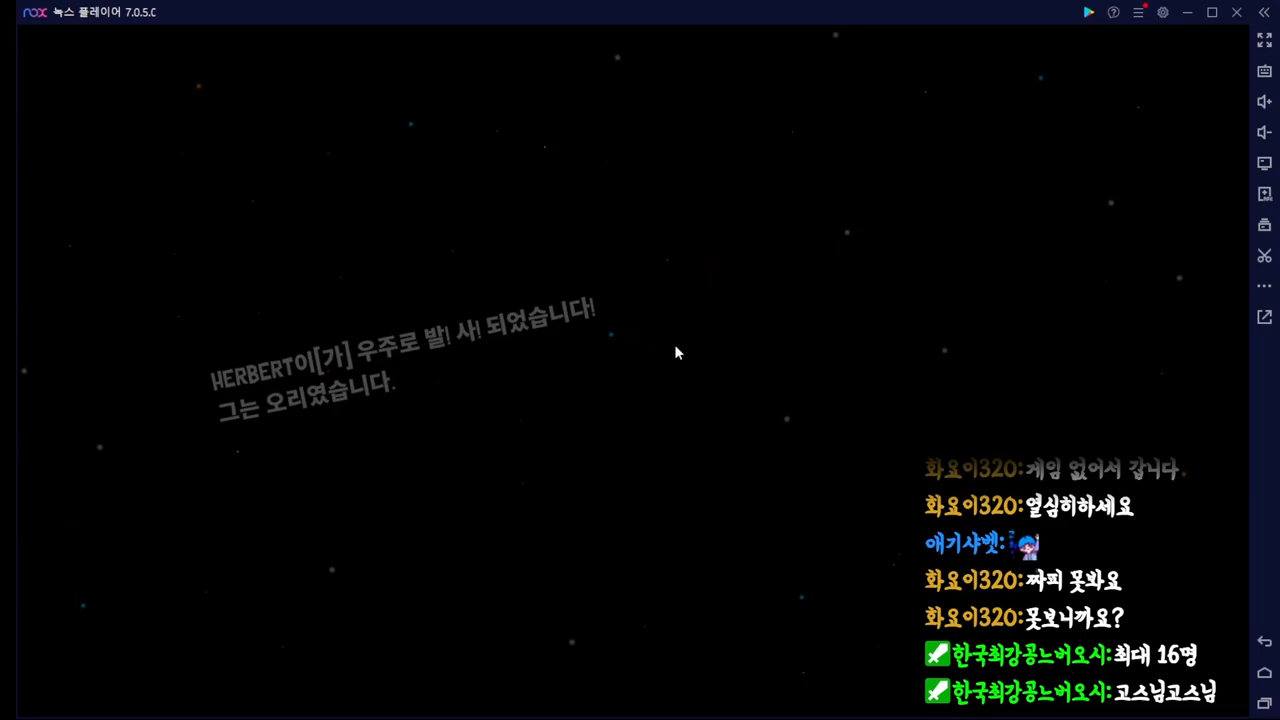 nox 녹스 플레이어 7.0.5.0
HERBERT이[가] 우주로 발! 사! 되었습니다!
그는 오리였습니다.
화요이320:게임 없어서 갑니다.
화요이320:열심히하세요
애기샤벳:
화요이320:짜피 못봐요
화요이320:못보니까요?
한국최강공느버오시:최대 16명
한국최강공느버오시:고스님고스님